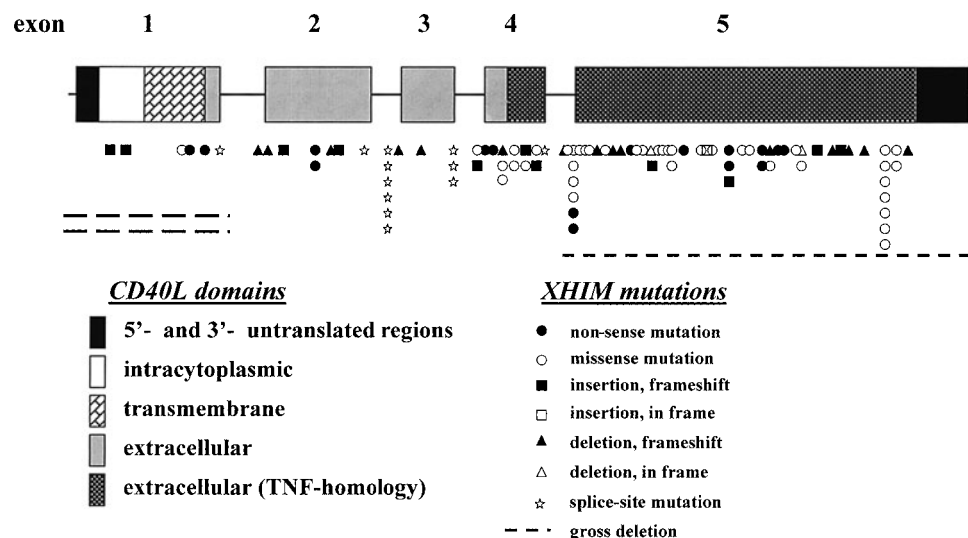 exon 1 2 3 4 5
CD40L domains
5’- and 3’- untranslated regions
intracytoplasmic
transmembrane
extracellular
extracellular (TNF-homology)
XHIM mutations
non-sense mutation
missense mutation
insertion, frameshift
insertion, in frame
deletion, frameshift
deletion, in frame
splice-site mutation
gross deletion